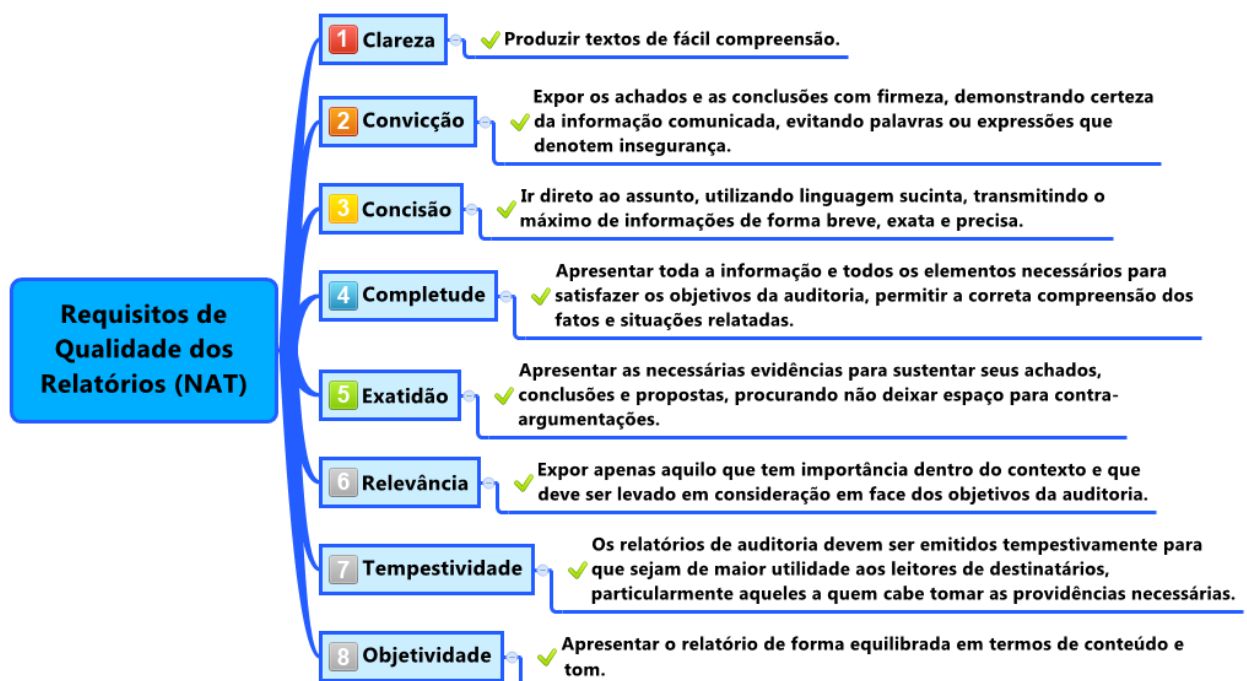 Requisitos de
Qualidade dos
Relatórios (NAT)
1 Clareza
Produzir textos de fácil compreensão.
2 Convicção
Expor os achados e as conclusões com firmeza, demonstrando certeza
da informação comunicada, evitando palavras ou expressões que
denotem insegurança.
3 Concisão
Ir direto ao assunto, utilizando linguagem sucinta, transmitindo o
máximo de informações de forma breve, exata e precisa.
4 Completude
Apresentar toda a informação e todos os elementos necessários para
satisfazer os objetivos da auditoria, permitir a correta compreensão dos
fatos e situações relatadas.
5 Exatidão
Apresentar as necessárias evidências para sustentar seus achados,
conclusões e propostas, procurando não deixar espaço para contra-
argumentações.
6 Relevância
Expor apenas aquilo que tem importância dentro do contexto e que
deve ser levado em consideração em face dos objetivos da auditoria.
7 Tempestividade
Os relatórios de auditoria devem ser emitidos tempestivamente para
que sejam de maior utilidade aos leitores de destinatários,
particularmente aqueles a quem cabe tomar as providências necessárias.
8 Objetividade
Apresentar o relatório de forma equilibrada em termos de conteúdo e
tom.